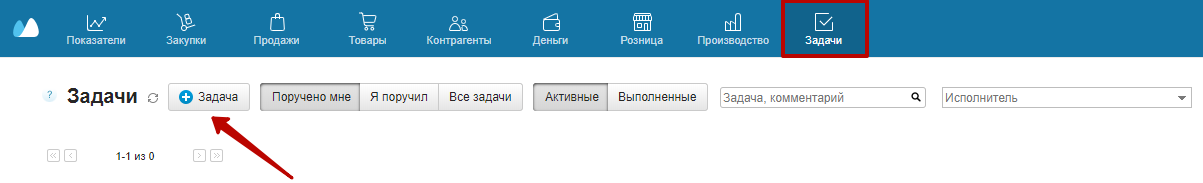 Показатели Закупки Продажи Товары Контрагенты Деньги Розница Производство Задачи
? Задачи Задача Поручено мне Я поручил Все задачи Активные Выполненные Задача, комментарий Исполнитель
1-1 из 0